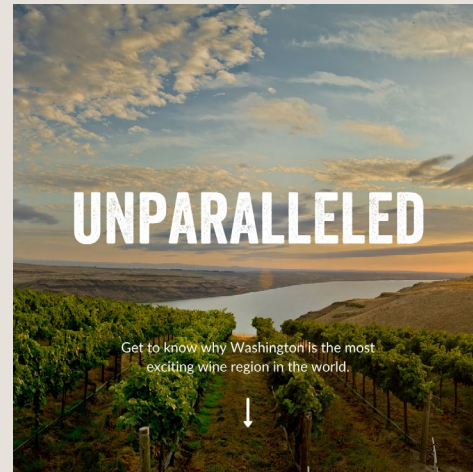 UNPARALLELED
Get to know why Washington is the most
exciting wine region in the world.